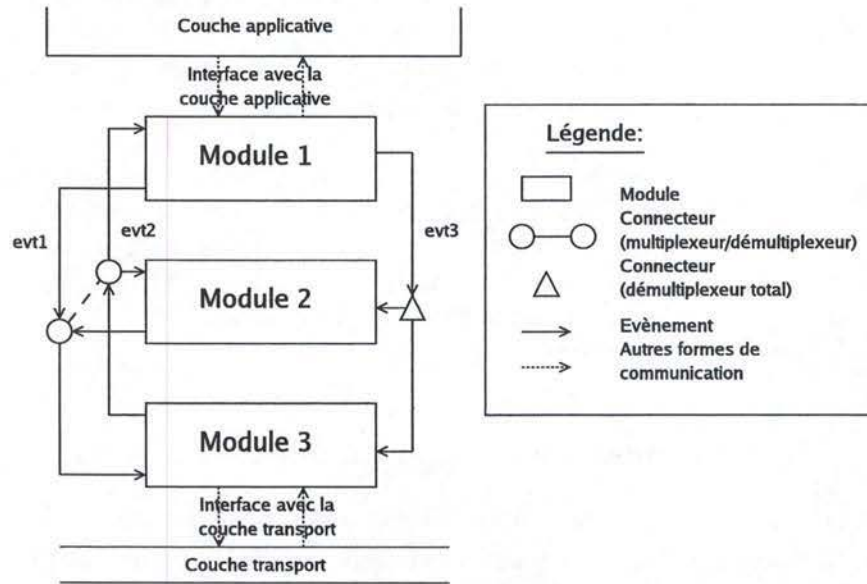 Couche applicative
Interface avec la
couche applicative
Module 1
evt1
evt2
evt3
Module 2
Module 3
Interface avec la
couche transport
Couche transport
Légende:
Module
Connecteur
(multiplexeur/démultiplexeur)
Connecteur
(démultiplexeur total)
Evènement
Autres formes de
communication